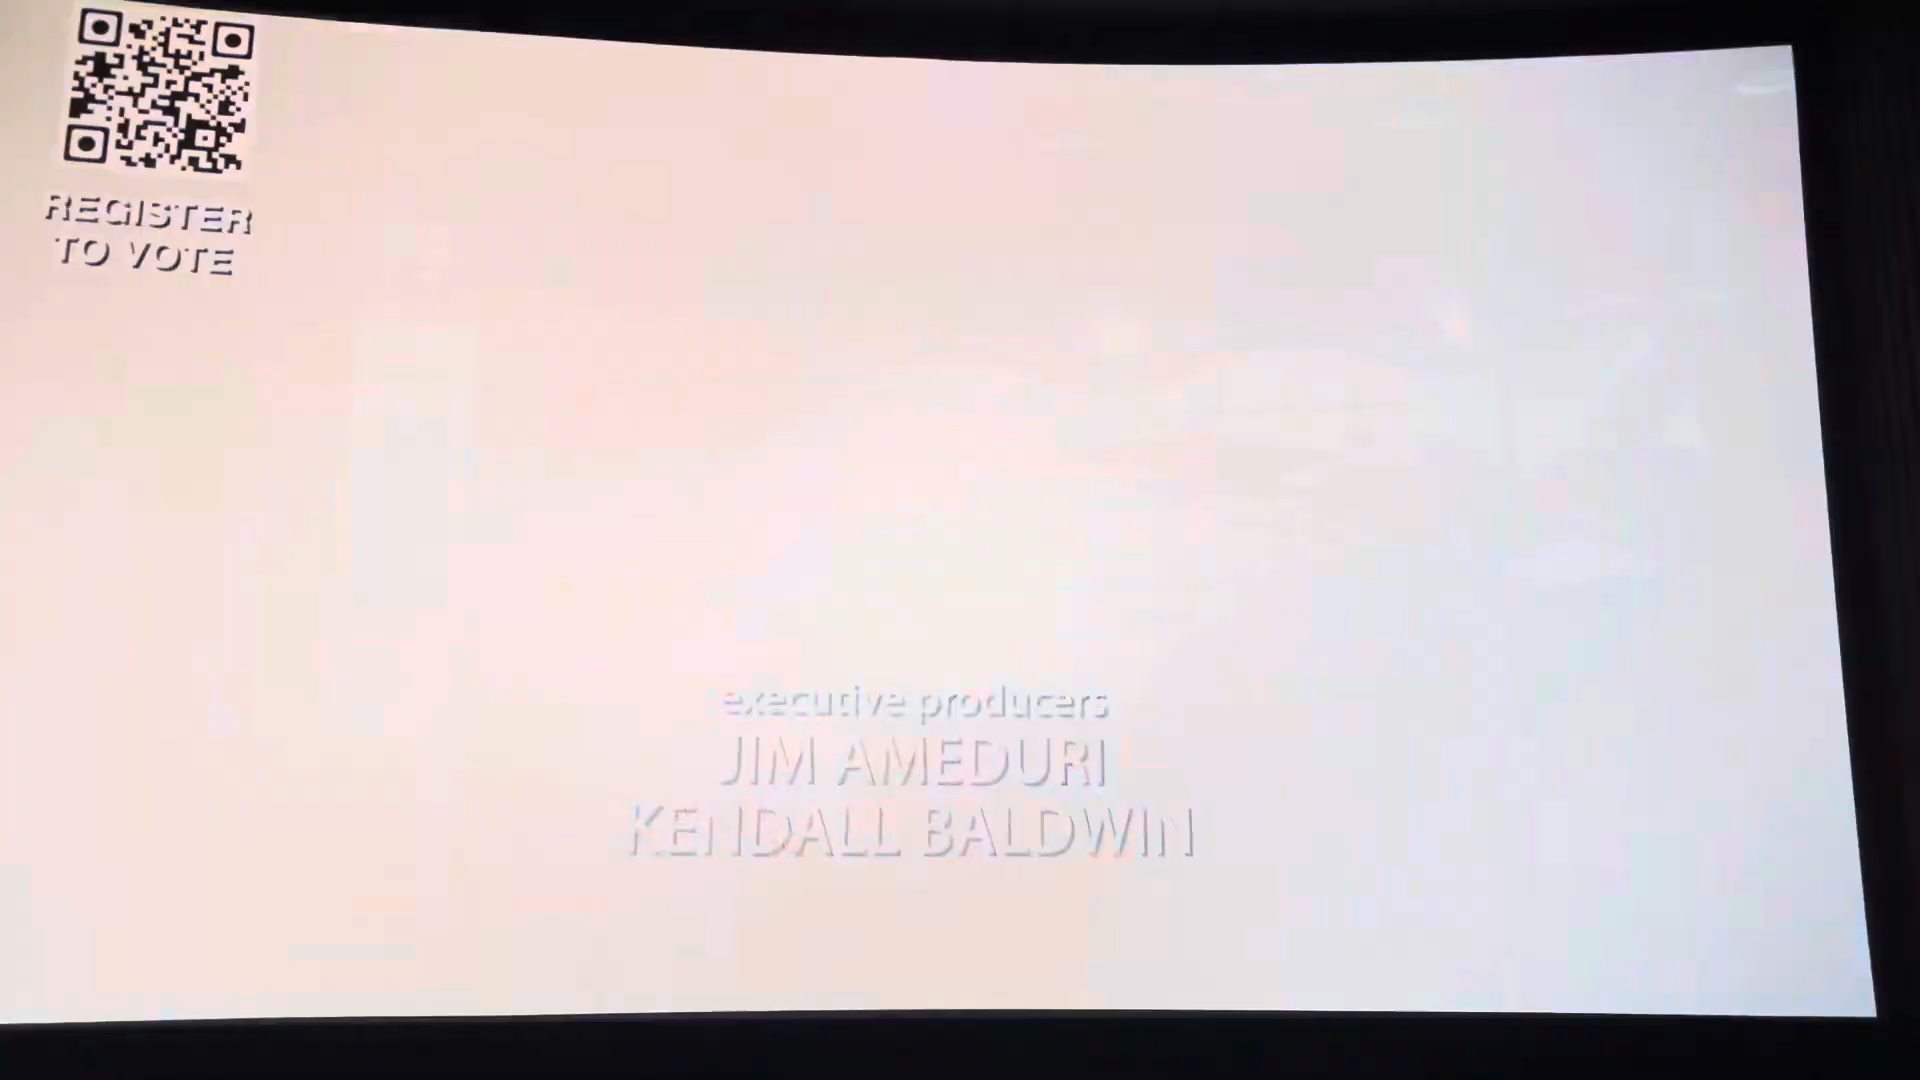 REGISTER
TO VOTE
executive producers
JIM AMEDURI
KENDALL BALDWIN